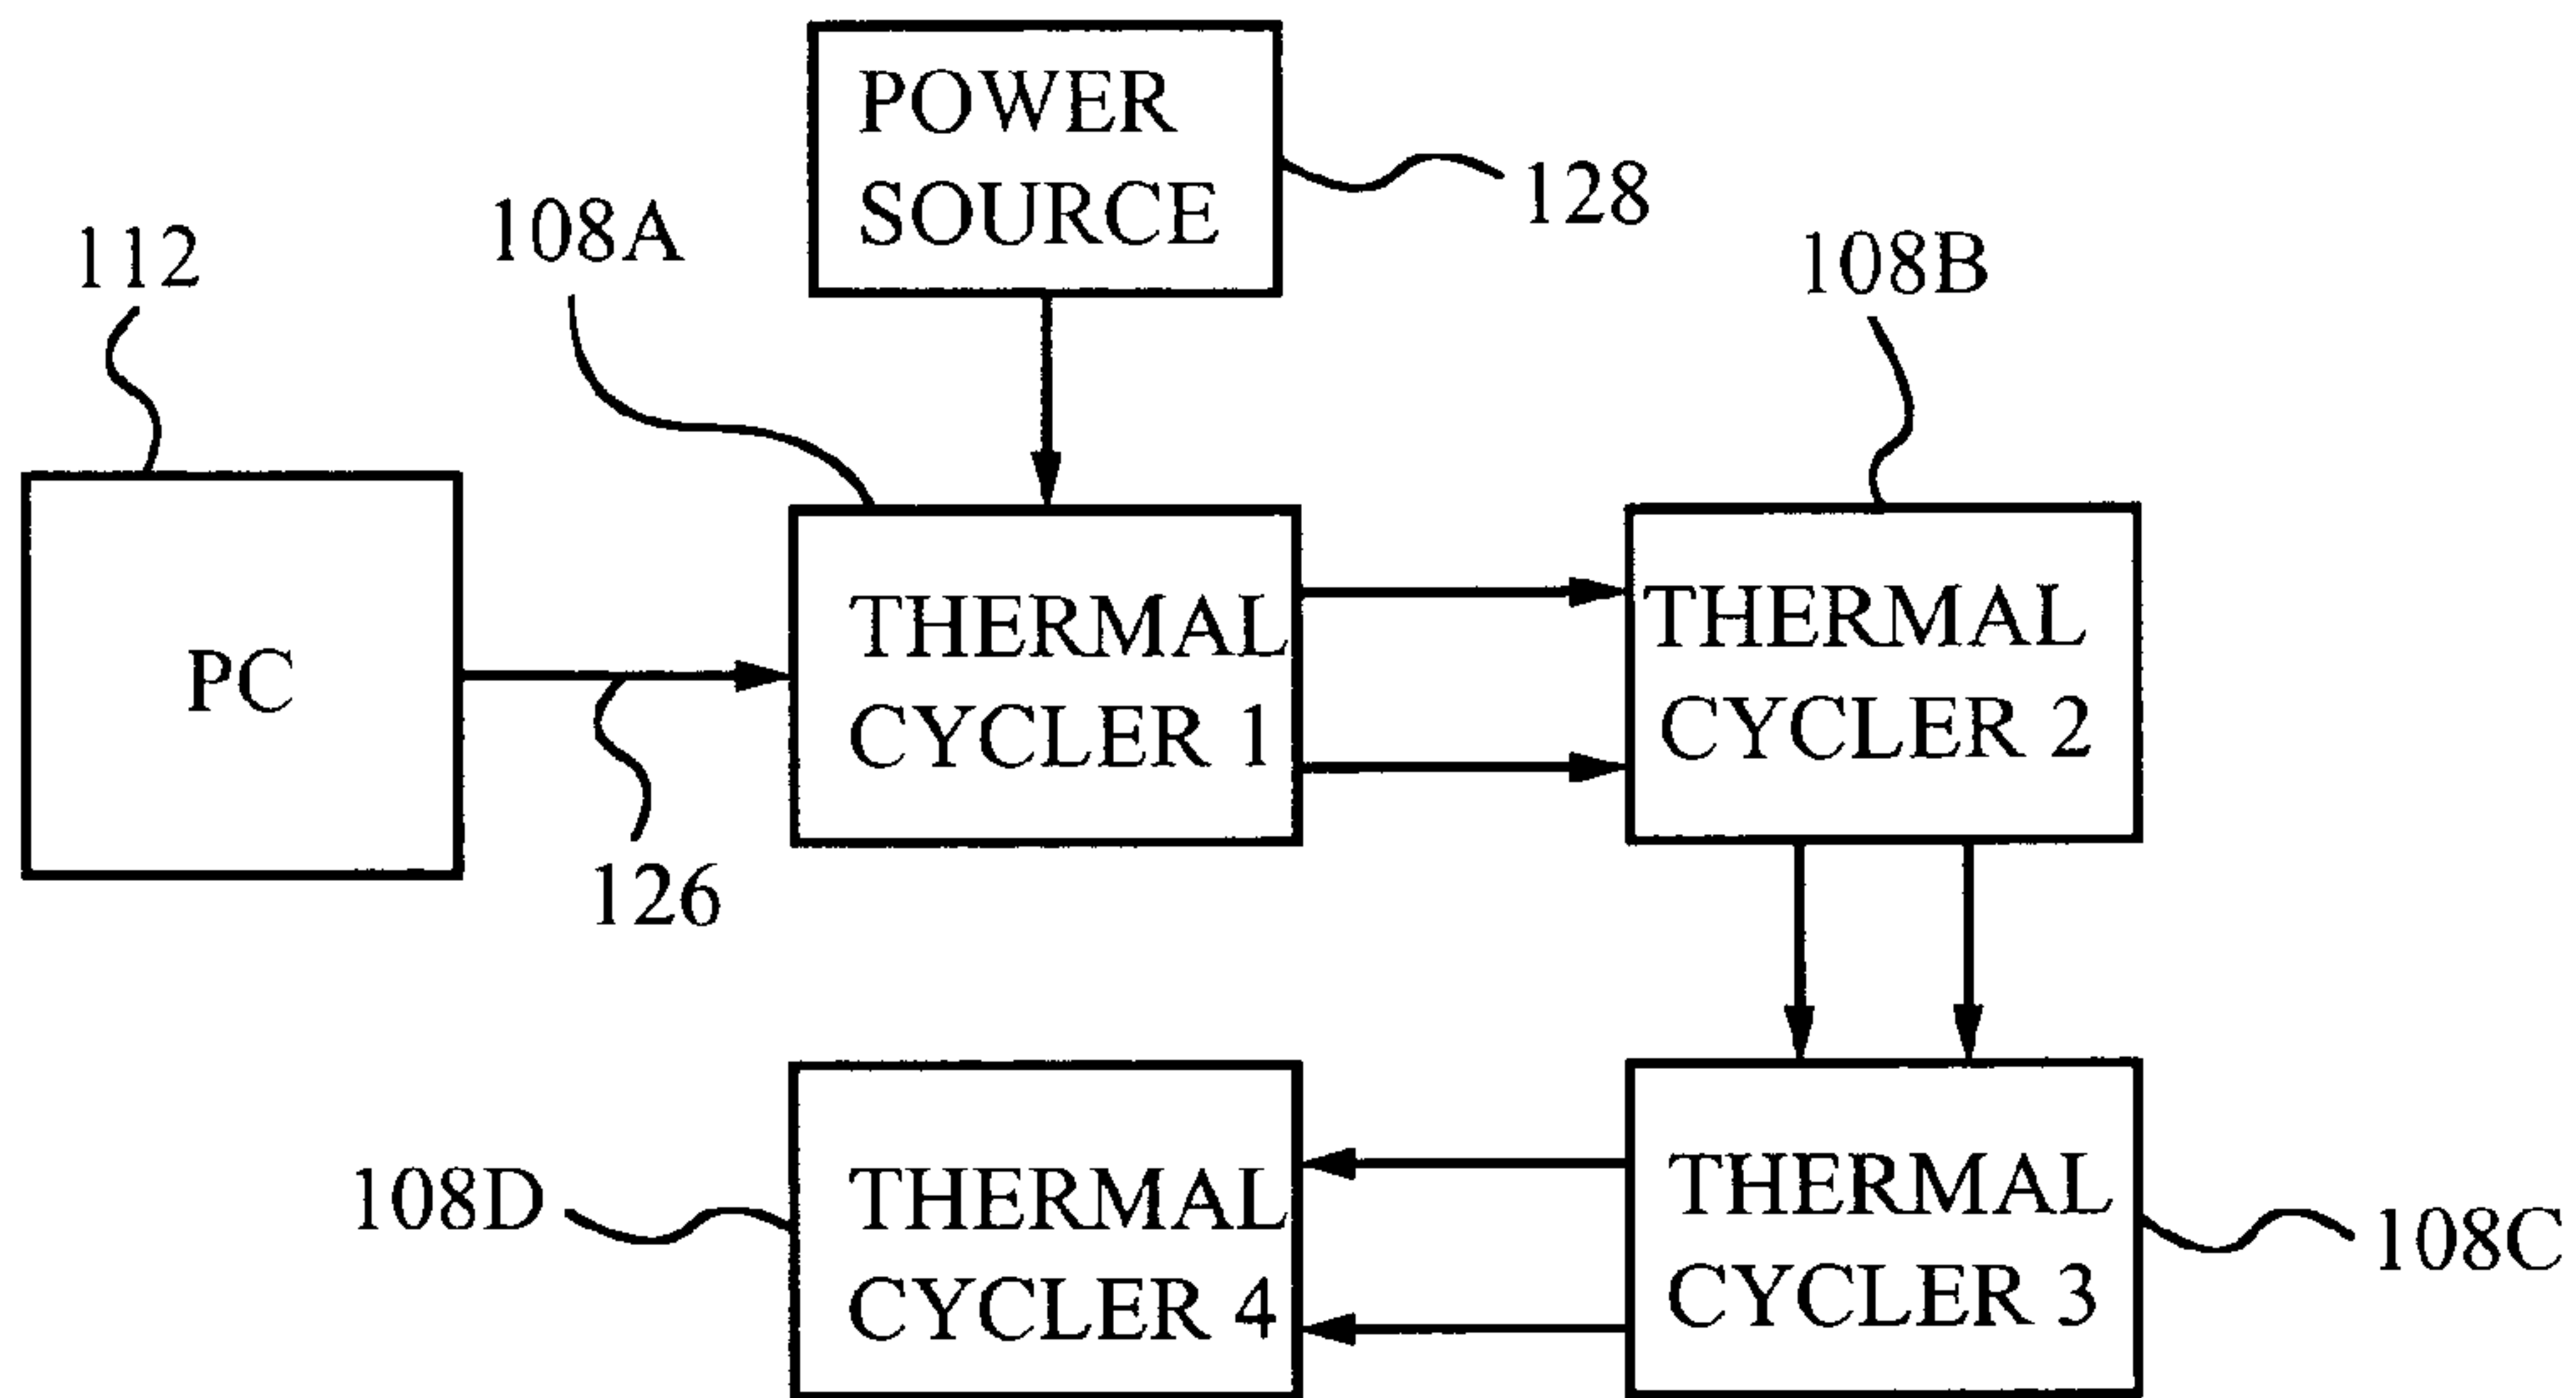 POWER
SOURCE
128
108A
112
108B
PC
THERMAL
CYCLER 1
THERMAL
CYCLER 2
126
108D
THERMAL
CYCLER 4
THERMAL
CYCLER 3
108C